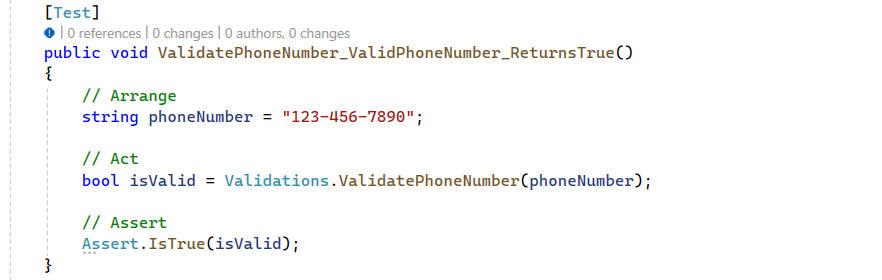 [Test]
| 0 references | 0 changes | 0 authors, 0 changes
public void ValidatePhoneNumber_ValidPhoneNumber_ReturnsTrue()
{
// Arrange
string phoneNumber = "123-456-7890";
// Act
bool isValid = Validations.ValidatePhoneNumber(phoneNumber);
// Assert
Assert.IsTrue(isValid);
}